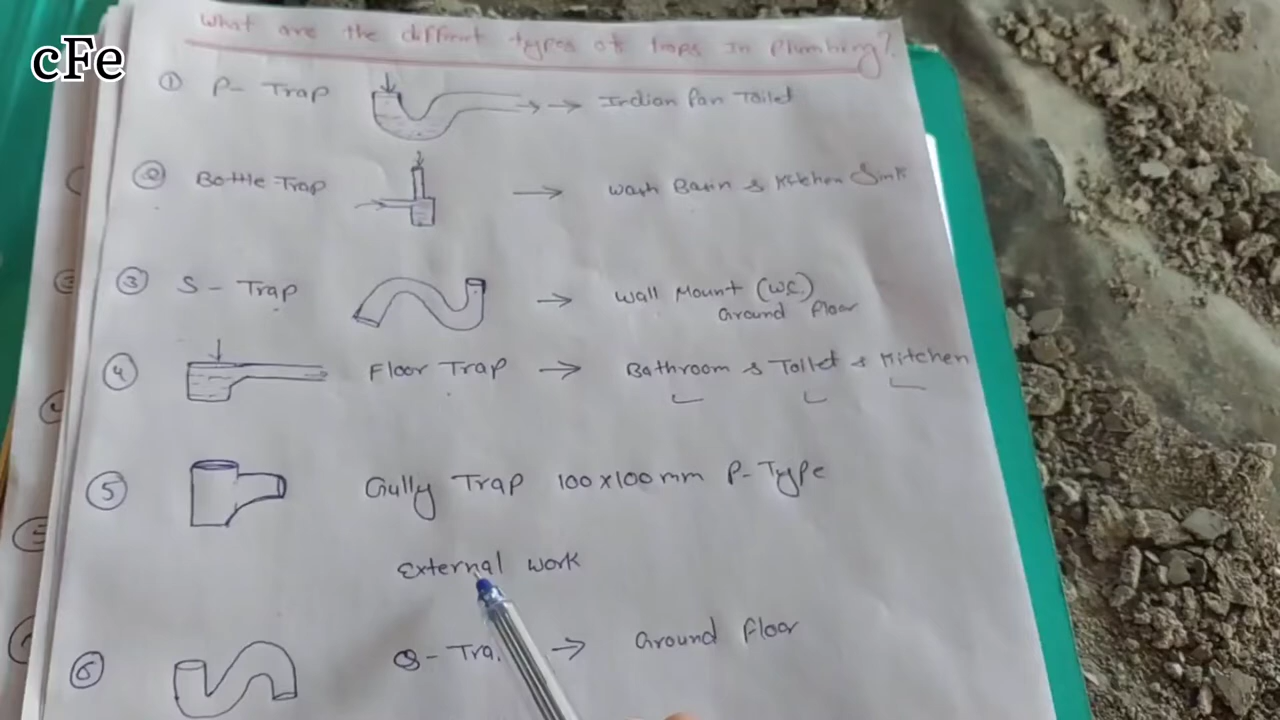 cFe
What are the different types of traps In Plumbing?
① P- Trap → Indian Pan Toilet
② Bottle-Trap → Wash Basin & Kitchen Sink
③ S - Trap → Wall Mount (W.C.)
Ground Floor
④ Floor Trap → Bathroom & Toilet & Kitchen
⑤ Gully Trap 100x100mm P-Type
External Work
⑥ Q-Tra. → Ground Floor